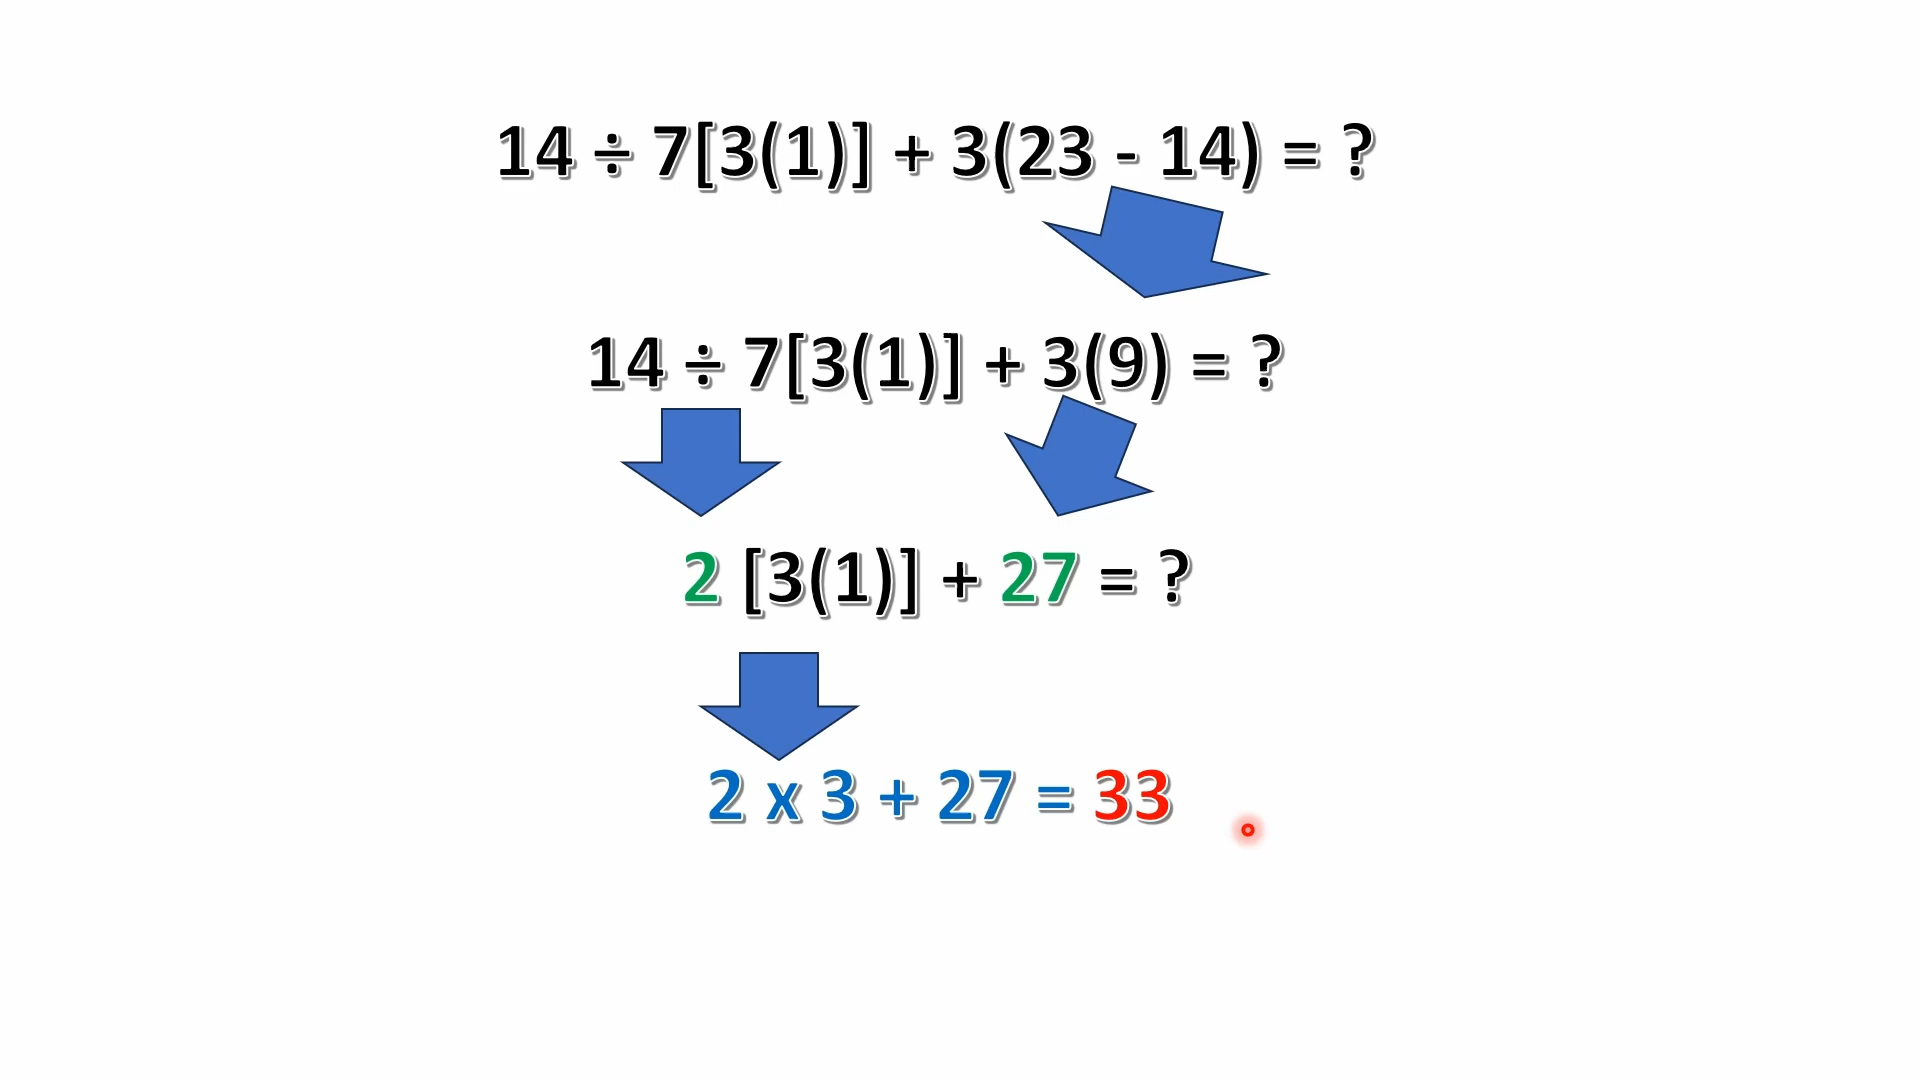 14 ÷ 7[3(1)] + 3(23 - 14) = ?
14 ÷ 7[3(1)] + 3(9) = ?
2 [3(1)] + 27 = ?
2 x 3 + 27 = 33